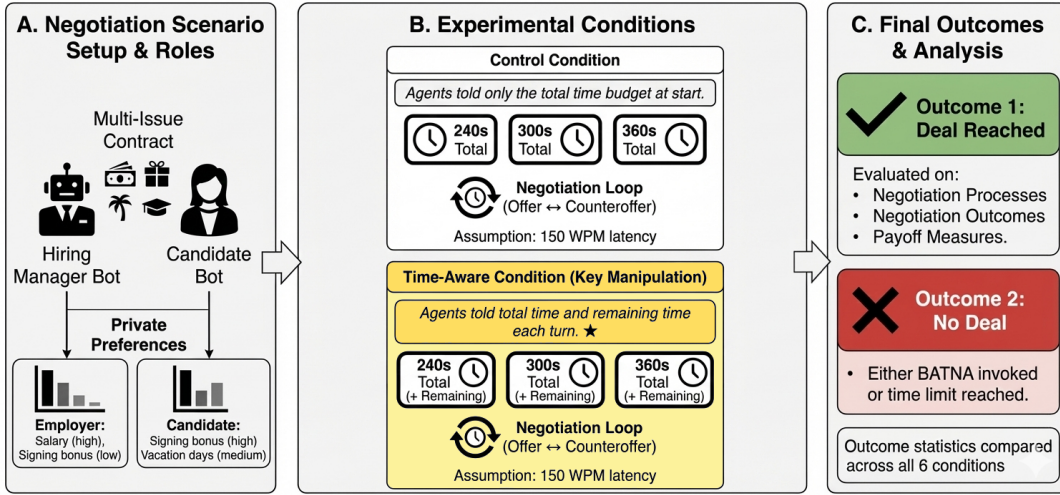 A. Negotiation Scenario
Setup & Roles
Multi-Issue
Contract
Hiring
Manager Bot
Candidate
Bot
Private
Preferences
Employer:
Salary (high),
Signing bonus (low)
Candidate:
Signing bonus (high)
Vacation days (medium)
B. Experimental Conditions
Control Condition
Agents told only the total time budget at start.
240s
Total
300s
Total
360s
Total
Negotiation Loop
(Offer ↔ Counteroffer)
Assumption: 150 WPM latency
Time-Aware Condition (Key Manipulation)
Agents told total time and remaining time
each turn. ★
240s
Total
(+ Remaining)
300s
Total
(+ Remaining)
360s
Total
(+ Remaining)
Negotiation Loop
(Offer ↔ Counteroffer)
Assumption: 150 WPM latency
C. Final Outcomes
& Analysis
Outcome 1:
Deal Reached
Evaluated on:
• Negotiation Processes
• Negotiation Outcomes
• Payoff Measures.
Outcome 2:
No Deal
• Either BATNA invoked
or time limit reached.
Outcome statistics compared
across all 6 conditions